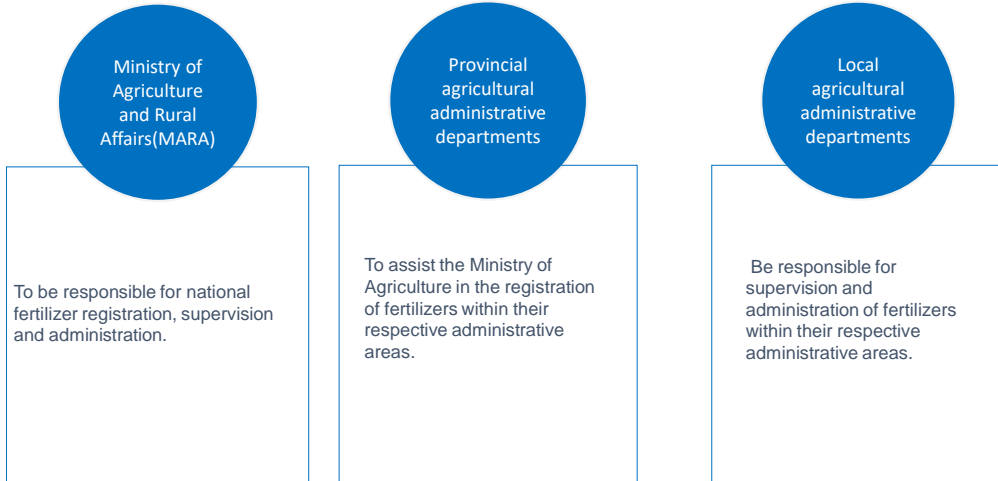 Ministry of
Agriculture
and Rural
Affairs(MARA)
To be responsible for national
fertilizer registration, supervision
and administration.
Provincial
agricultural
administrative
departments
To assist the Ministry of
Agriculture in the registration
of fertilizers within their
respective administrative
areas.
Local
agricultural
administrative
departments
Be responsible for
supervision and
administration of fertilizers
within their respective
administrative areas.